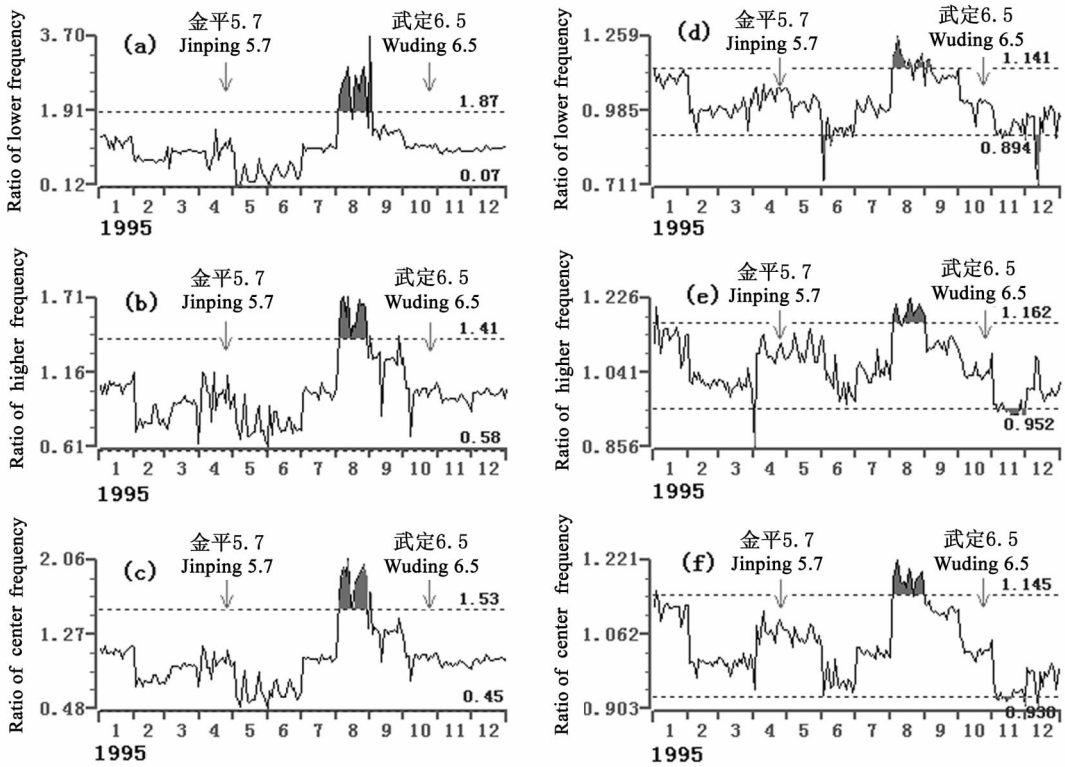 Ratio of lower frequency
3.70
1.91
0.12
(a)
金平5.7
Jinping 5.7
武定6.5
Wuding 6.5
1.87
0.07
1 2 3 4 5 6 7 8 9 10 11 12
1995
Ratio of lower frequency
1.259
0.985
0.711
(d)
金平5.7
Jinping 5.7
武定6.5
Wuding 6.5
1.141
0.894
1 2 3 4 5 6 7 8 9 10 11 12
1995
Ratio of higher frequency
1.71
1.16
0.61
(b)
金平5.7
Jinping 5.7
武定6.5
Wuding 6.5
1.41
0.58
1 2 3 4 5 6 7 8 9 10 11 12
1995
Ratio of higher frequency
1.226
1.041
0.856
(e)
金平5.7
Jinping 5.7
武定6.5
Wuding 6.5
1.162
0.952
1 2 3 4 5 6 7 8 9 10 11 12
1995
Ratio of center frequency
2.06
1.27
0.48
(c)
金平5.7
Jinping 5.7
武定6.5
Wuding 6.5
1.53
0.45
1 2 3 4 5 6 7 8 9 10 11 12
1995
Ratio of center frequency
1.221
1.062
0.903
(f)
金平5.7
Jinping 5.7
武定6.5
Wuding 6.5
1.145
0.930
1 2 3 4 5 6 7 8 9 10 11 12
1995